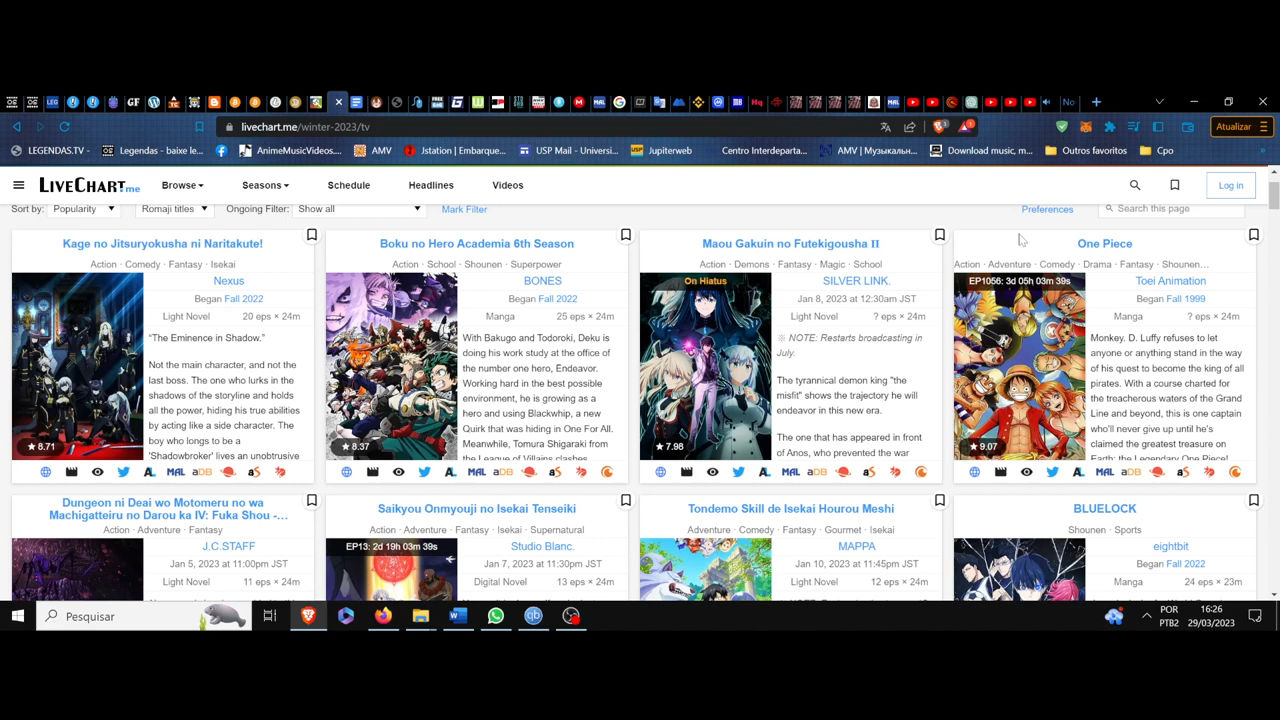 livechart.me/winter-2023/tv
Atualizar
LEGENDAS.TV -
Legendas - baixe le...
AnimeMusicVideos....
AMV
Jstation | Embarque...
USP Mail - Universi...
Jupiterweb
Centro Interdeparta...
AMV | Музыкальн...
Download music, m...
Outros favoritos
Cpo
LIVECHART.me
Browse
Seasons
Schedule
Headlines
Videos
Log in
Sort by: Popularity
Romaji titles
Ongoing Filter: Show all
Mark Filter
Preferences
Search this page
Kage no Jitsuryokusha ni Naritakute!
Action · Comedy · Fantasy · Isekai
Nexus
Began Fall 2022
Light Novel 20 eps × 24m
“The Eminence in Shadow.”
Not the main character, and not the
last boss. The one who lurks in the
shadows of the storyline and holds
all the power, hiding his true abilities
by acting like a side character. The
boy who longs to be a
'Shadowbroker' lives an unobtrusive
★ 8.71
Boku no Hero Academia 6th Season
Action · School · Shounen · Superpower
BONES
Began Fall 2022
Manga 25 eps × 24m
With Bakugo and Todoroki, Deku is
doing his work study at the office of
the number one hero, Endeavor.
Working hard in the best possible
environment, he is growing as a
hero and using Blackwhip, a new
Quirk that was hiding in One For All.
Meanwhile, Tomura Shigaraki from
the League of Villains clashes
★ 8.37
Maou Gakuin no Futekigousha II
Action · Demons · Fantasy · Magic · School
On Hiatus
SILVER LINK.
Jan 8, 2023 at 12:30am JST
Light Novel ? eps × 24m
※ NOTE: Restarts broadcasting in
July.
The tyrannical demon king "the
misfit" shows the trajectory he will
endeavor in this new era.
The one that has appeared in front
of Anos, who prevented the war
★ 7.98
One Piece
Action · Adventure · Comedy · Drama · Fantasy · Shounen…
EP1056: 3d 05h 03m 39s
Toei Animation
Began Fall 1999
Manga ? eps × 24m
Monkey. D. Luffy refuses to let
anyone or anything stand in the way
of his quest to become the king of all
pirates. With a course charted for
the treacherous waters of the Grand
Line and beyond, this is one captain
who'll never give up until he's
claimed the greatest treasure on
Earth: the Legendary One Piece!
★ 9.07
Dungeon ni Deai wo Motomeru no wa
Machigatteiru no Darou ka IV: Fuka Shou -…
Action · Adventure · Fantasy
J.C.STAFF
Jan 5, 2023 at 11:00pm JST
Light Novel 11 eps × 24m
Saikyou Onmyouji no Isekai Tenseiki
Action · Adventure · Fantasy · Isekai · Supernatural
EP13: 2d 19h 03m 39s
Studio Blanc.
Jan 7, 2023 at 11:30pm JST
Digital Novel 13 eps × 24m
Tondemo Skill de Isekai Hourou Meshi
Adventure · Comedy · Fantasy · Gourmet · Isekai
MAPPA
Jan 10, 2023 at 11:45pm JST
Light Novel 12 eps × 24m
BLUELOCK
Shounen · Sports
eightbit
Began Fall 2022
Manga 24 eps × 23m
Pesquisar
POR
PTB2
16:26
29/03/2023